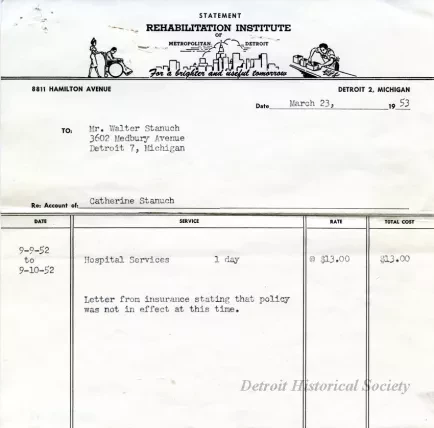 STATEMENT
REHABILITATION INSTITUTE
OF
METROPOLITAN DETROIT
For a brighter and useful tomorrow
8811 HAMILTON AVENUE
DETROIT 2, MICHIGAN
Date March 23, 1953
TO: Mr. Walter Stanuch
3602 Medbury Avenue
Detroit 7, Michigan
Re: Account of: Catherine Stanuch
DATE SERVICE RATE TOTAL COST
9-9-52
to Hospital Services 1 day @ $13.00 $13.00
9-10-52
Letter from insurance stating that policy
was not in effect at this time.
Detroit Historical Society